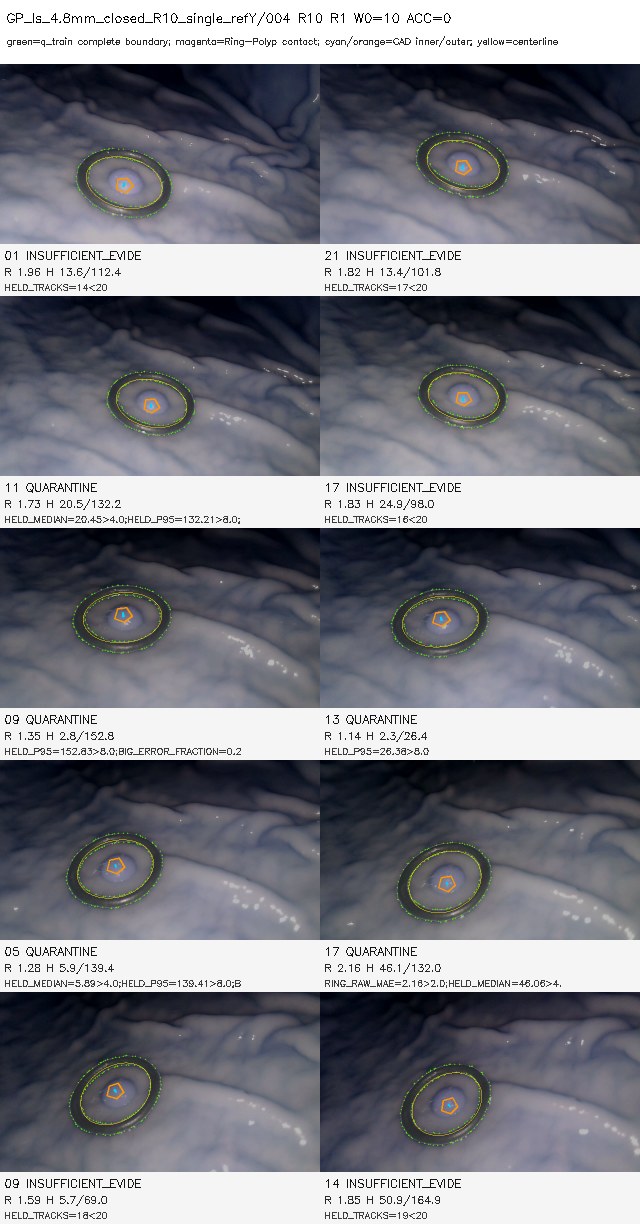 GP_Is_4.8mm_closed_R10_single_refY/004 R10 R1 W0=10 ACC=0
green=q_train complete boundary; magenta=Ring-Polyp contact; cyan/orange=CAD inner/outer; yellow=centerline
01 INSUFFICIENT_EVIDE
R 1.96 H 13.6/112.4
HELD_TRACKS=14<20
21 INSUFFICIENT_EVIDE
R 1.82 H 13.4/101.8
HELD_TRACKS=17<20
11 QUARANTINE
R 1.73 H 20.5/132.2
HELD_MEDIAN=20.45>4.0;HELD_P95=132.21>8.0;
17 INSUFFICIENT_EVIDE
R 1.83 H 24.9/98.0
HELD_TRACKS=16<20
09 QUARANTINE
R 1.35 H 2.8/152.8
HELD_P95=152.83>8.0;BIG_ERROR_FRACTION=0.2
13 QUARANTINE
R 1.14 H 2.3/26.4
HELD_P95=26.38>8.0
05 QUARANTINE
R 1.28 H 5.9/139.4
HELD_MEDIAN=5.89>4.0;HELD_P95=139.41>8.0;B
17 QUARANTINE
R 2.16 H 46.1/132.0
RING_RAW_MAE=2.16>2.0;HELD_MEDIAN=46.06>4.
09 INSUFFICIENT_EVIDE
R 1.59 H 5.7/69.0
HELD_TRACKS=18<20
14 INSUFFICIENT_EVIDE
R 1.85 H 50.9/164.9
HELD_TRACKS=19<20